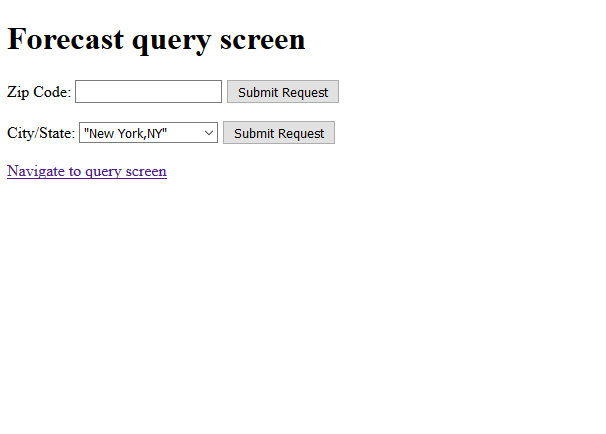 Forecast query screen
Zip Code: Submit Request
City/State: "New York,NY" Submit Request
Navigate to query screen